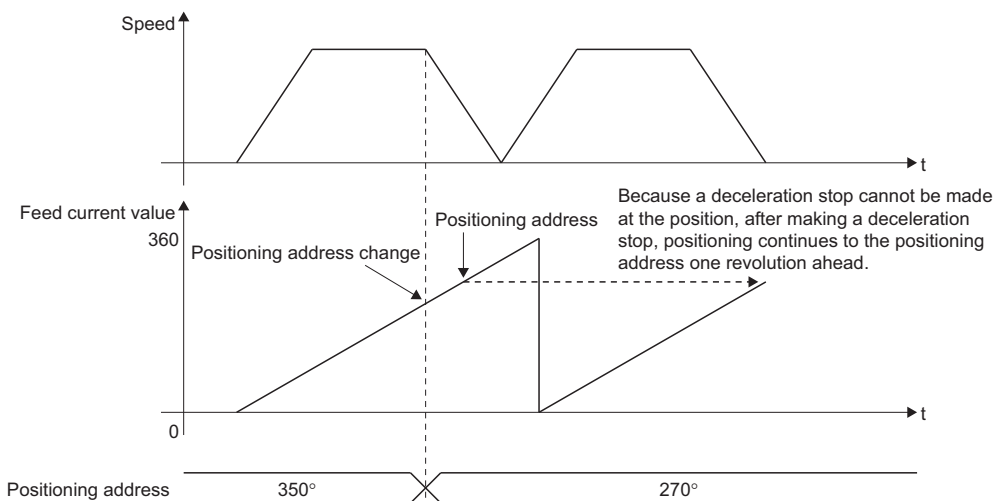 Speed
t
Feed current value
360
Positioning address change
Positioning address
Because a deceleration stop cannot be made
at the position, after making a deceleration
stop, positioning continues to the positioning
address one revolution ahead.
0
t
Positioning address
350°
270°